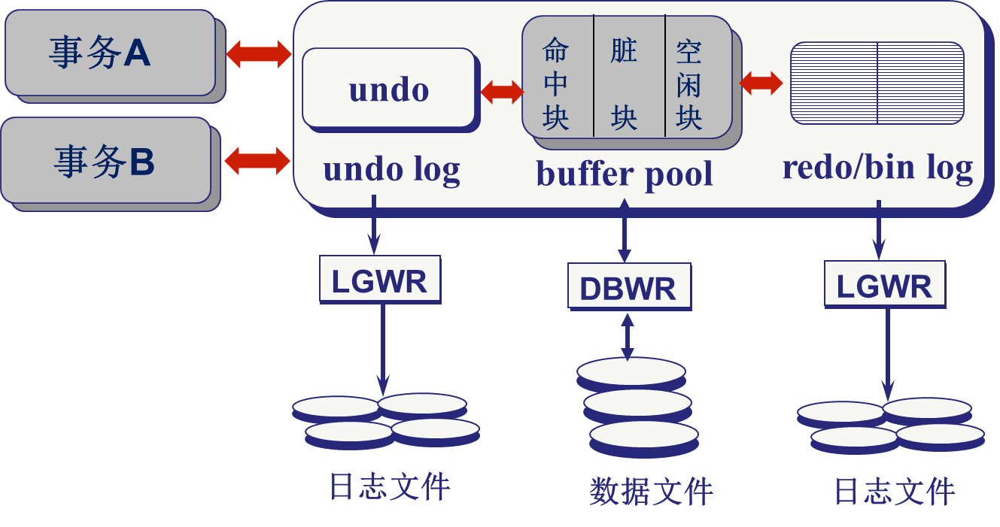 事务A
事务B
undo
undo log
命中块
脏块
空闲块
buffer pool
redo/bin log
LGWR
DBWR
LGWR
日志文件
数据文件
日志文件